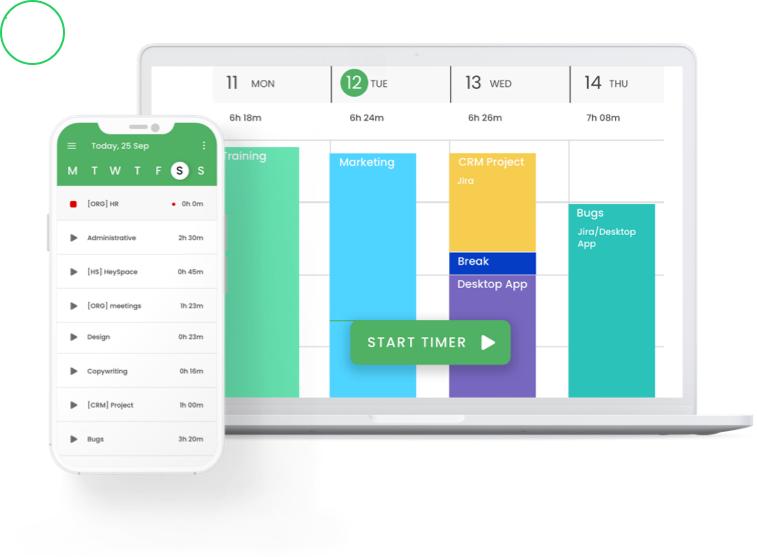 11 MON
12 TUE
13 WED
14 THU
6h 18m
6h 24m
6h 26m
7h 08m
Training
Marketing
CRM Project
Jira
Break
Desktop App
Bugs
Jira/Desktop
App
START TIMER
Today, 25 Sep
M T W T F S S
[ORG] HR 0h 0m
Administrative 2h 30m
[HS] HeySpace 0h 45m
[ORG] meetings 1h 23m
Design 0h 23m
Copywriting 0h 16m
[CRM] Project 1h 00m
Bugs 3h 20m